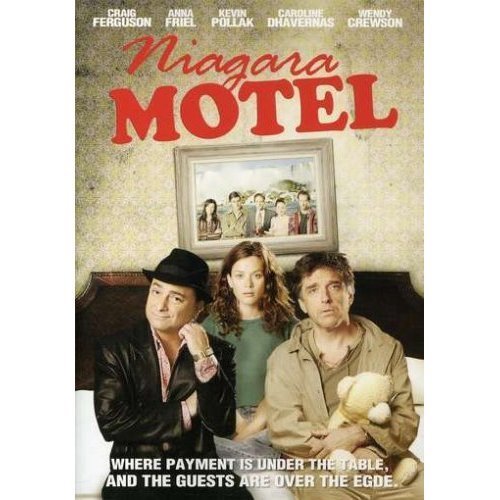 CRAIG FERGUSON ANNA FRIEL KEVIN POLLAK CAROLINE DHAVERNAS WENDY CREWSON
Niagara
MOTEL
WHERE PAYMENT IS UNDER THE TABLE,
AND THE GUESTS ARE OVER THE EGDE.